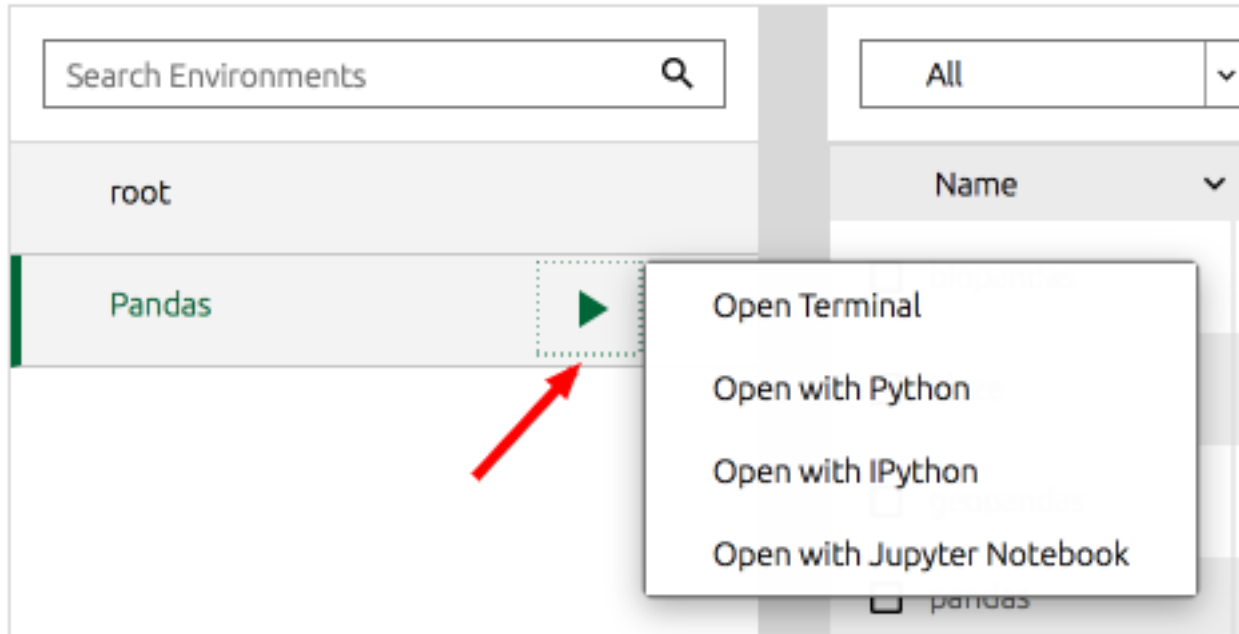 Search Environments
All
root
Name
Pandas
Open Terminal
Open with Python
Open with IPython
geopandas
Open with Jupyter Notebook
pandas